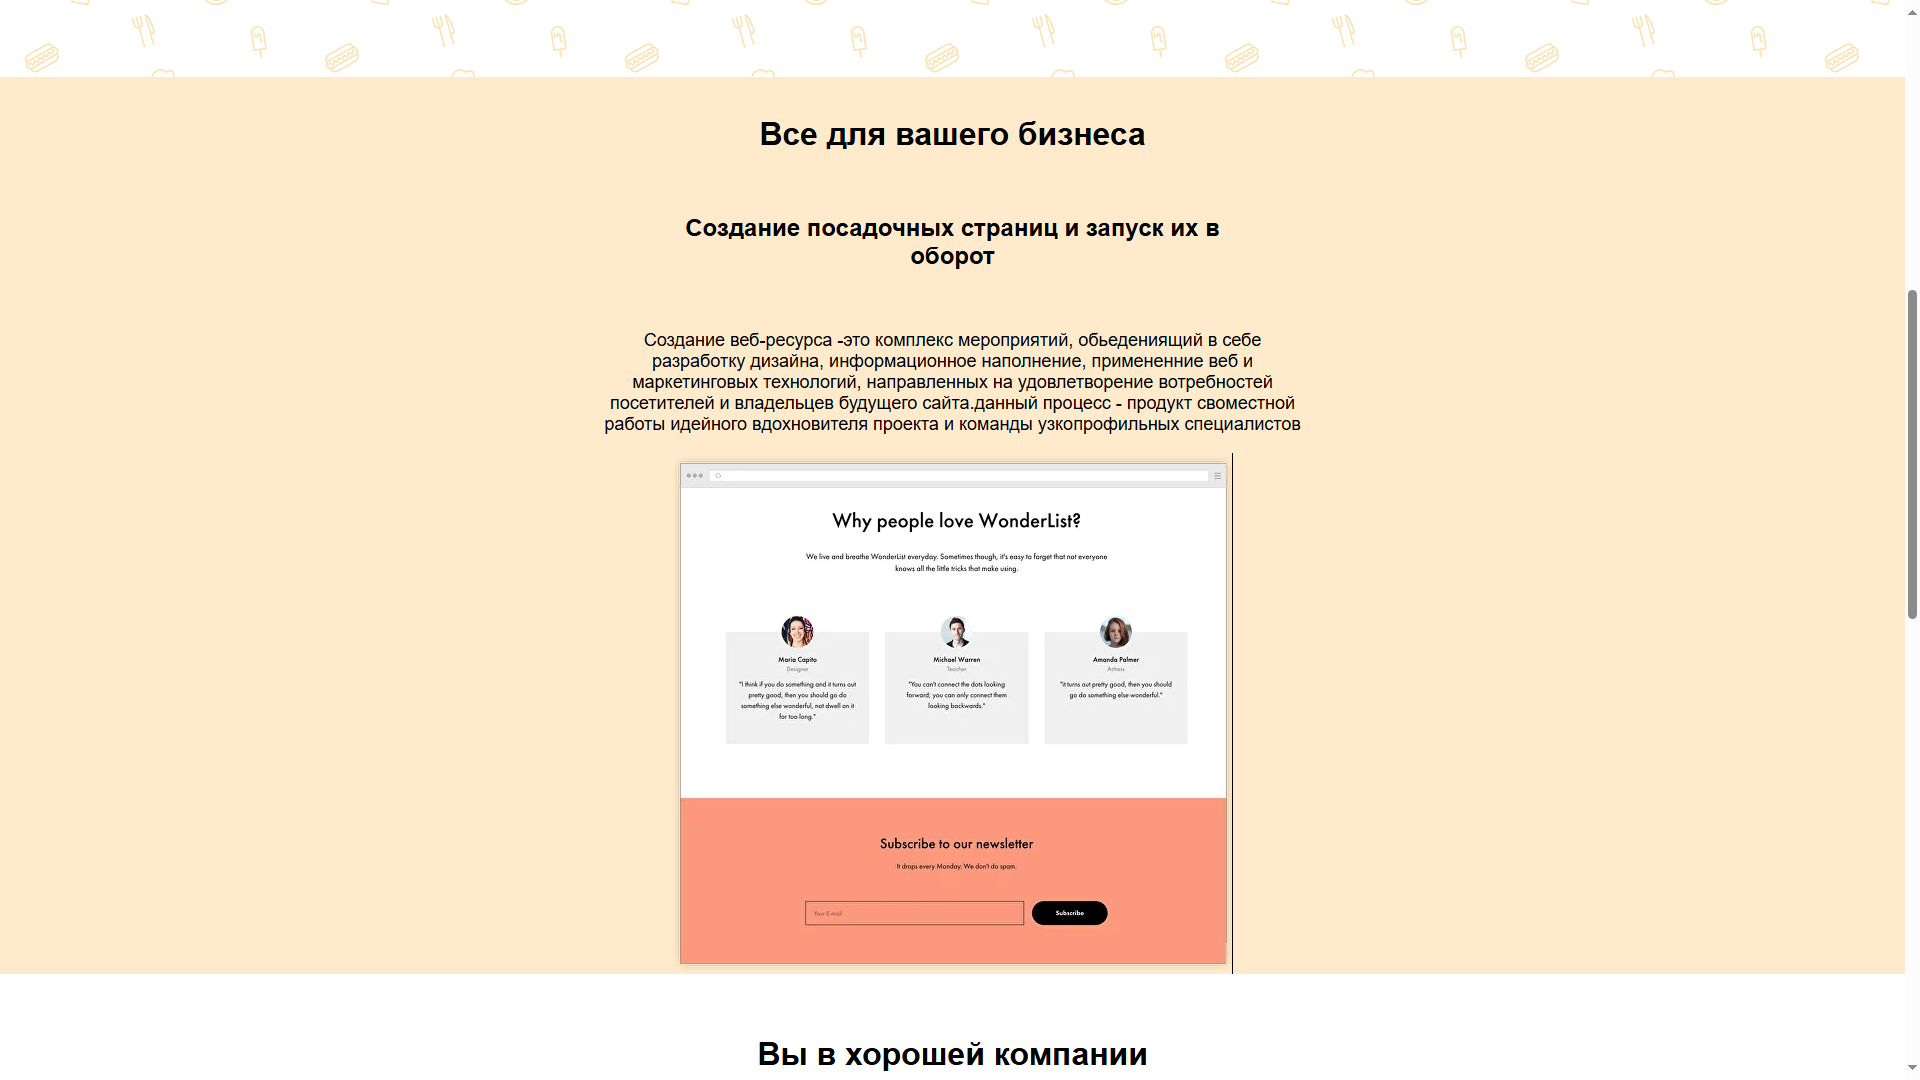 Все для вашего бизнеса
Создание посадочных страниц и запуск их в
оборот
Создание веб-ресурса -это комплекс мероприятий, обьедениящий в себе
разработку дизайна, информационное наполнение, примененние веб и
маркетинговых технологий, направленных на удовлетворение вотребностей
посетителей и владельцев будущего сайта.данный процесс - продукт своместной
работы идейного вдохновителя проекта и команды узкопрофильных специалистов
Why people love WonderList?
We live and breathe WonderList everyday. Sometimes though, it's easy to forget that not everyone
knows all the little tricks that make using.
Maria Capito
Designer
"I think if you do something and it turns out
pretty good, then you should go do
something else wonderful, not dwell on it
for too long."
Michael Warren
Teacher
"You can't connect the dots looking
forward; you can only connect them
looking backwards."
Amanda Palmer
Actress
"it turns out pretty good, then you should
go do something else wonderful."
Subscribe to our newsletter
It drops every Monday. We don't do spam.
Your E-mail
Subscribe
Вы в хорошей компании